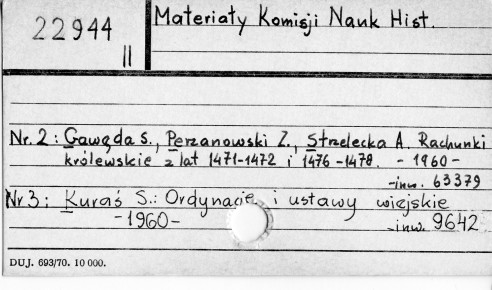 22944
II
Materiały Komisji Nauk Hist.
Nr. 2: Gawęda S., Perzanowski Z., Strzelecka A. Rachunki
królewskie z lat 1471-1472 i 1476-1478. - 1960 -
-inw. 63379
Nr 3: Kuraś S.: Ordynacje i ustawy wiejskie
-1960-
-inw. 9642
DUJ. 693/70. 10 000.